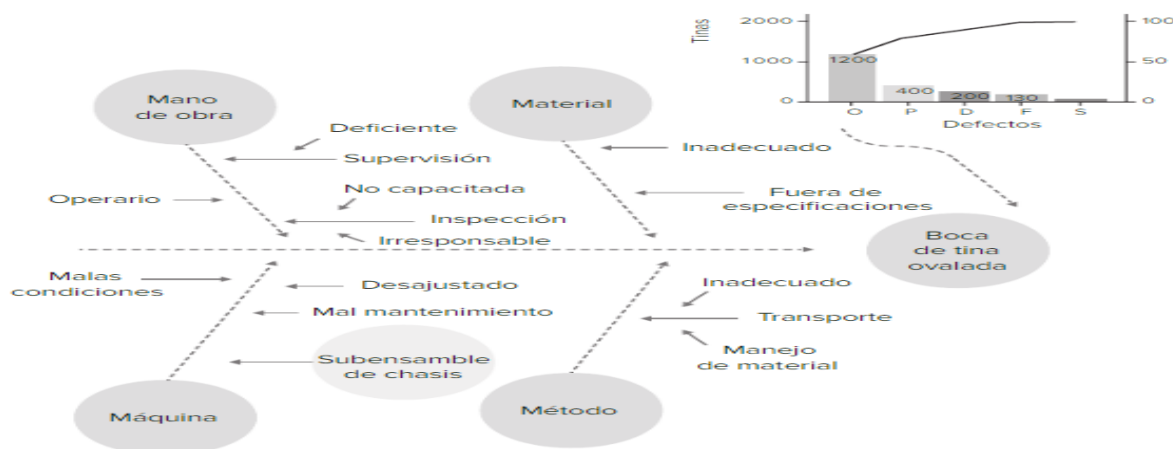 Tinas
2000
1000
0
100
50
0
1200
400
200
130
O P D F S
Defectos
Mano
de obra
Deficiente
Supervisión
Operario
No capacitada
Inspección
Irresponsable
Material
Inadecuado
Fuera de
especificaciones
Boca
de tina
ovalada
Malas
condiciones
Desajustado
Mal mantenimiento
Subensamble
de chasis
Máquina
Inadecuado
Transporte
Manejo
de material
Método